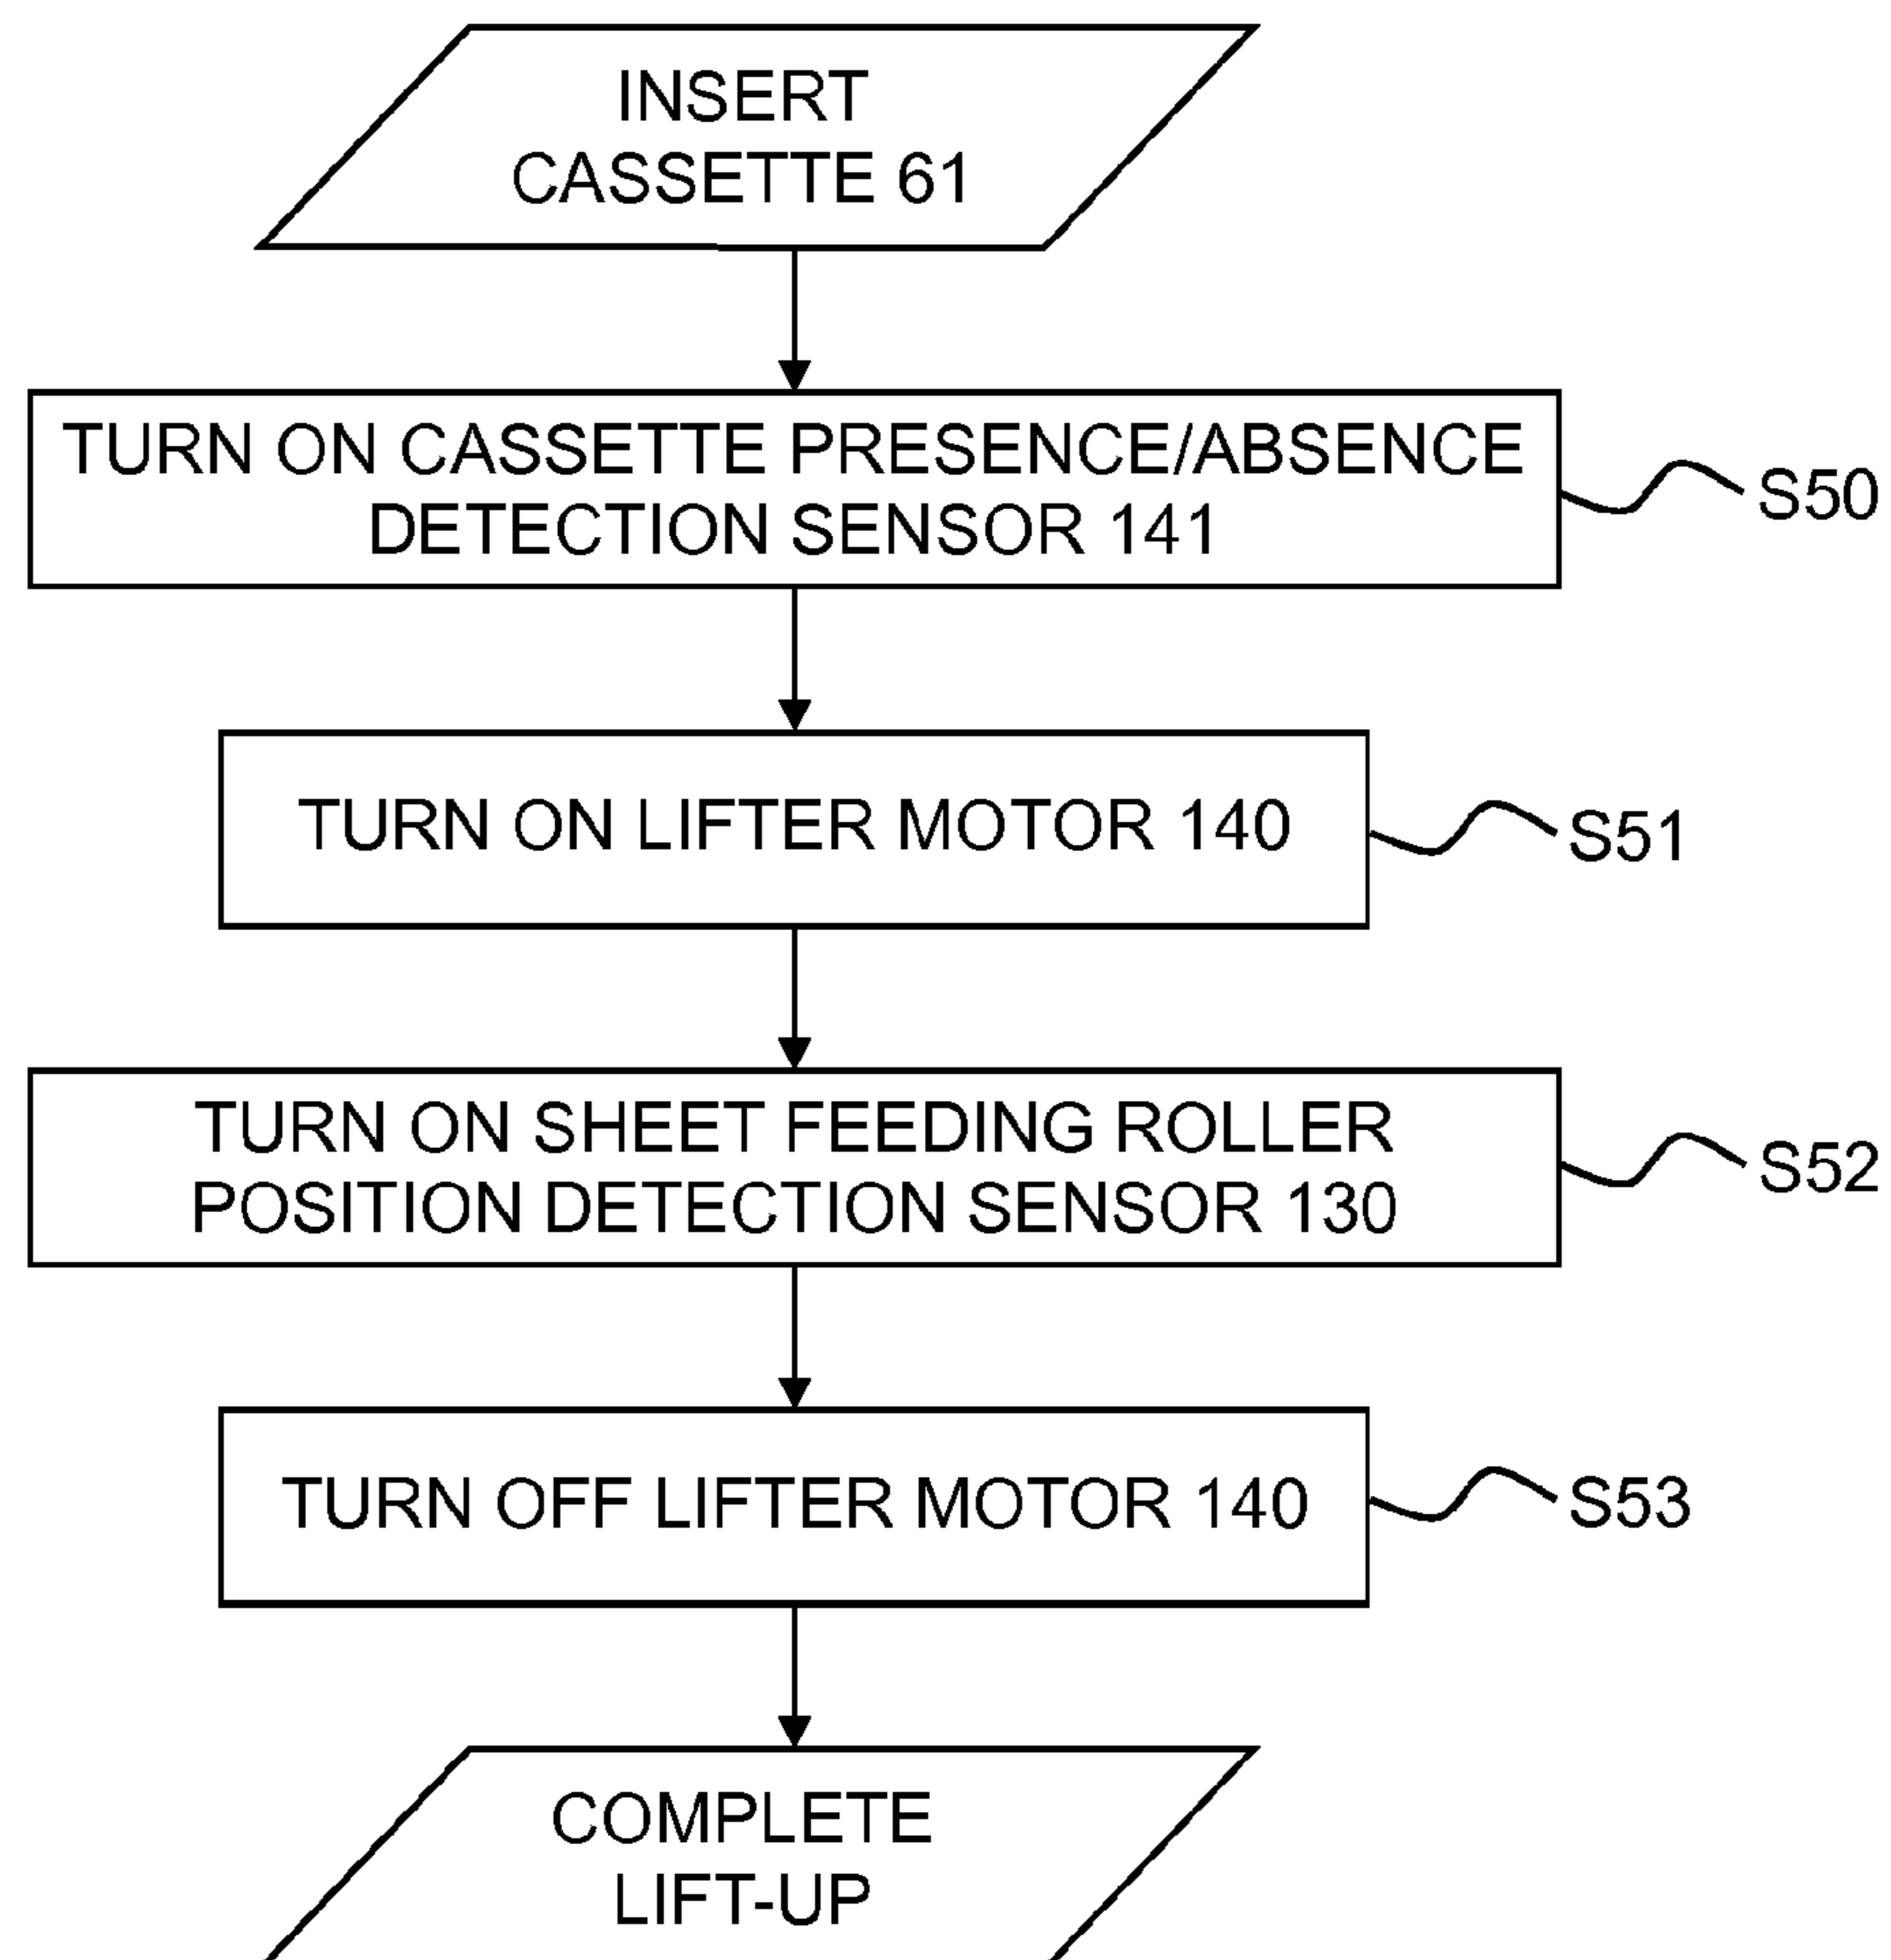 INSERT
CASSETTE 61
TURN ON CASSETTE PRESENCE/ABSENCE
DETECTION SENSOR 141
S50
TURN ON LIFTER MOTOR 140
S51
TURN ON SHEET FEEDING ROLLER
POSITION DETECTION SENSOR 130
S52
TURN OFF LIFTER MOTOR 140
S53
COMPLETE
LIFT-UP